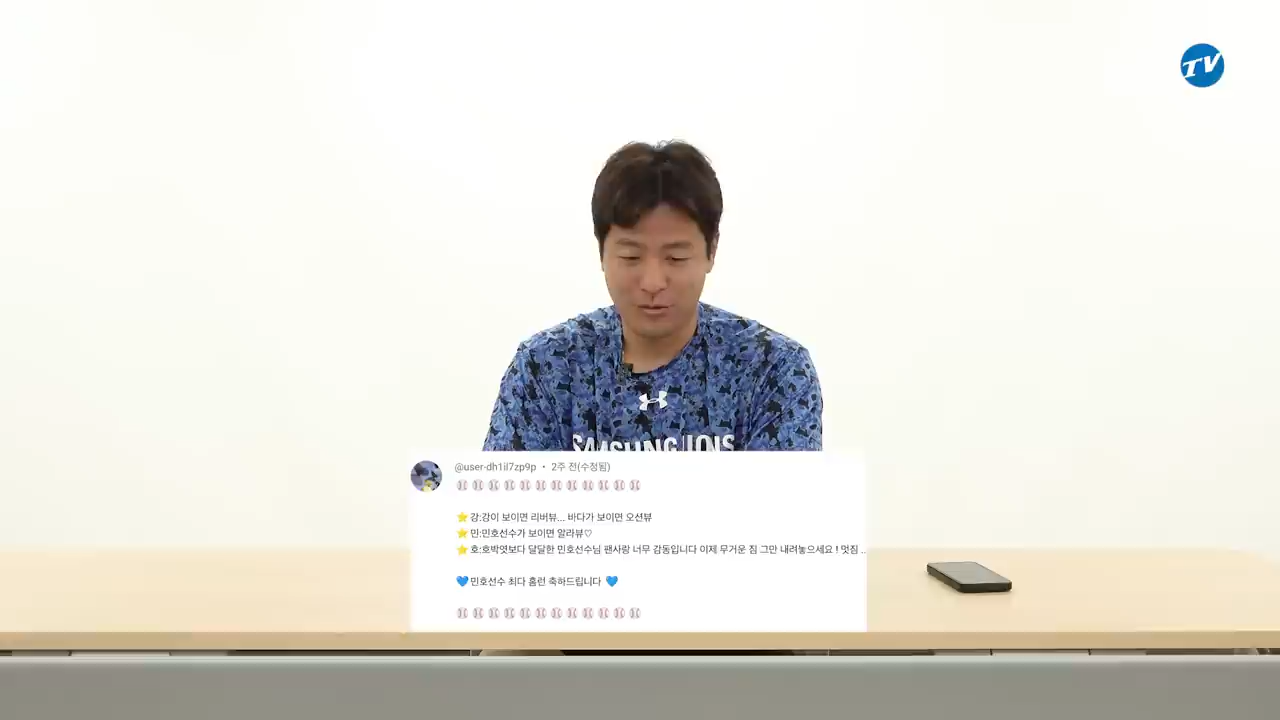 TV
SAMSUNG LIONS
@user-dh1il7zp9p · 2주 전(수정됨)
⚾⚾⚾⚾⚾⚾⚾⚾⚾⚾⚾⚾
⭐강:강이 보이면 리버뷰... 바다가 보이면 오션뷰
⭐민:민호선수가 보이면 알라뷰♡
⭐호:호박엿보다 달달한 민호선수님 팬사랑 너무 감동입니다 이제 무거운 짐 그만 내려놓으세요 ! 멋짐 ..
💙민호선수 최다 홈런 축하드립니다 💙
⚾⚾⚾⚾⚾⚾⚾⚾⚾⚾⚾⚾